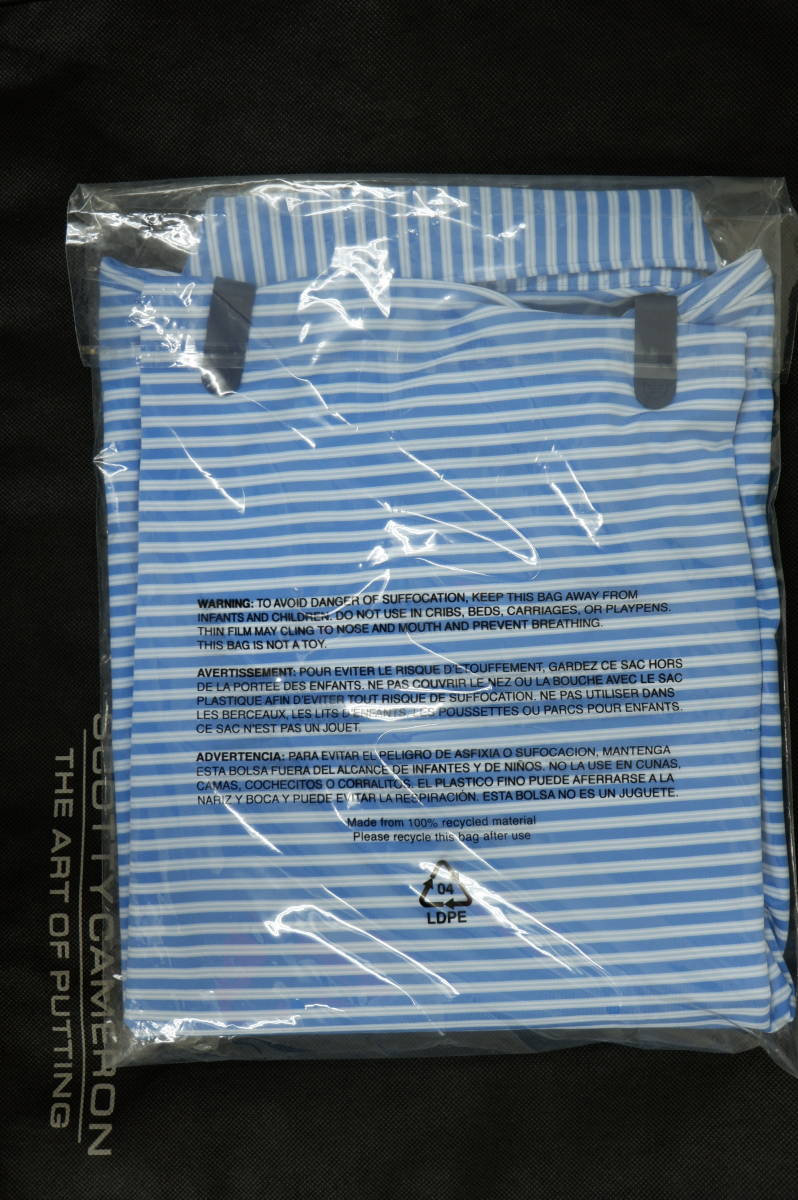 WARNING: TO AVOID DANGER OF SUFFOCATION, KEEP THIS BAG AWAY FROM
INFANTS AND CHILDREN. DO NOT USE IN CRIBS, BEDS, CARRIAGES, OR PLAYPENS.
THIN FILM MAY CLING TO NOSE AND MOUTH AND PREVENT BREATHING.
THIS BAG IS NOT A TOY.
AVERTISSEMENT: POUR EVITER LE RISQUE D'ETOUFFEMENT, GARDEZ CE SAC HORS
DE LA PORTEE DES ENFANTS. NE PAS COUVRIR LE NEZ OU LA BOUCHE AVEC LE SAC
PLASTIQUE AFIN D'EVITER TOUT RISQUE DE SUFFOCATION. NE PAS UTILISER DANS
LES BERCEAUX, LES LITS D'ENFANTS, LES POUSSETTES OU PARCS POUR ENFANTS.
CE SAC N'EST PAS UN JOUET.
ADVERTENCIA: PARA EVITAR EL PELIGRO DE ASFIXIA O SUFOCACION, MANTENGA
ESTA BOLSA FUERA DEL ALCANCE DE INFANTES Y DE NIÑOS. NO LA USE EN CUNAS,
CAMAS, COCHECITOS O CORRALITOS. EL PLASTICO FINO PUEDE AFERRARSE A LA
NARIZ Y BOCA Y PUEDE EVITAR LA RESPIRACIÓN. ESTA BOLSA NO ES UN JUGUETE.
Made from 100% recycled material
Please recycle this bag after use
04
LDPE
SCOTTY CAMERON
THE ART OF PUTTING